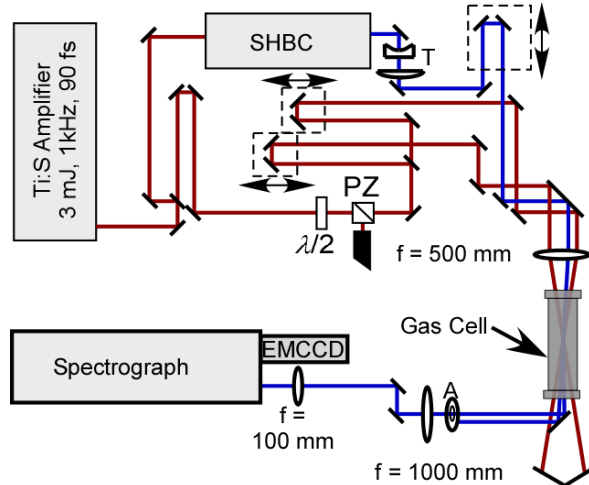 SHBC
T
Ti:S Amplifier
3 mJ, 1kHz, 90 fs
PZ
λ/2
f = 500 mm
Gas Cell
EMCCD
Spectrograph
A
f =
100 mm
f = 1000 mm